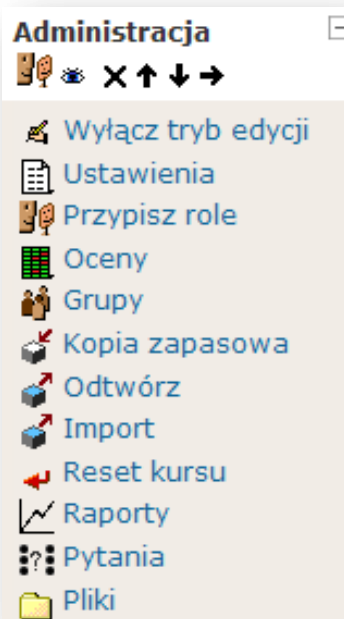 Administracja
Wyłącz tryb edycji
Ustawienia
Przypisz role
Oceny
Grupy
Kopia zapasowa
Odtwórz
Import
Reset kursu
Raporty
Pytania
Pliki